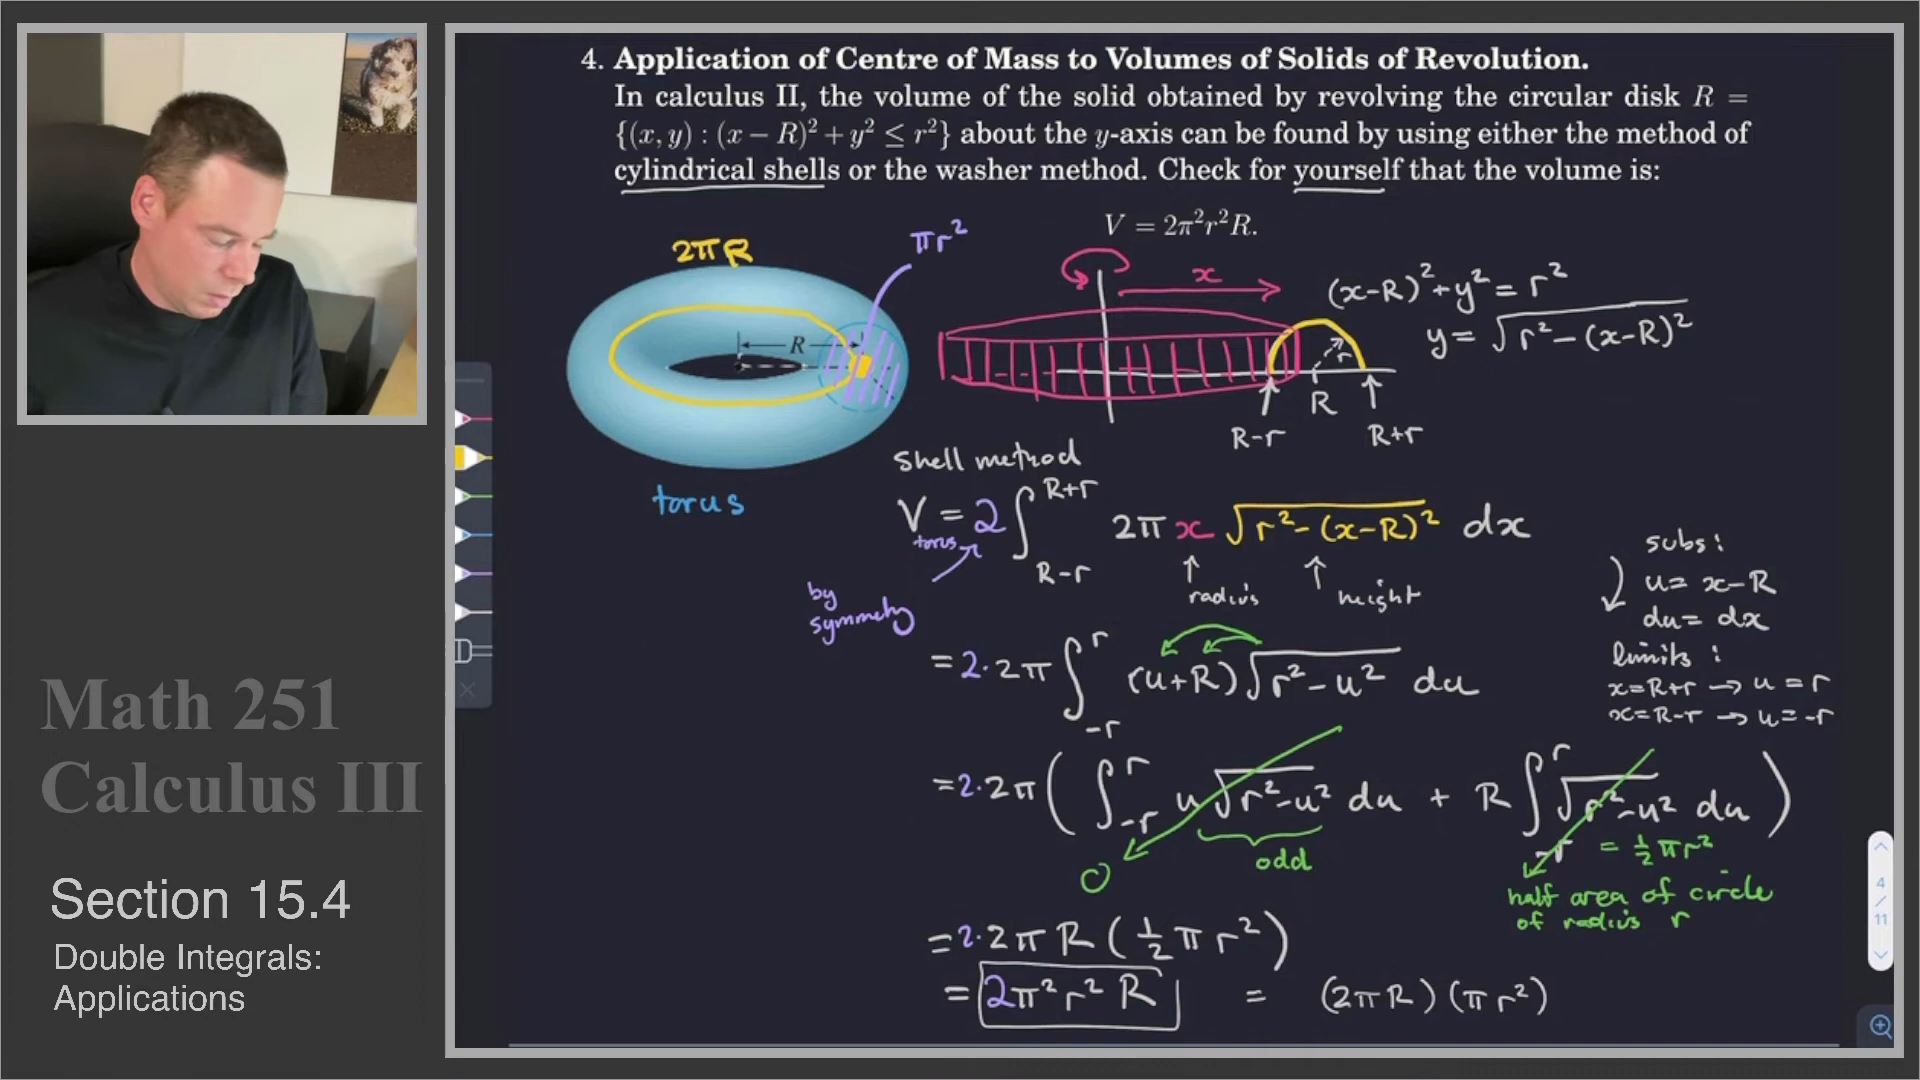 4. Application of Centre of Mass to Volumes of Solids of Revolution.
In calculus II, the volume of the solid obtained by revolving the circular disk R =
{(x, y) : (x − R)² + y² ≤ r²} about the y-axis can be found by using either the method of
cylindrical shells or the washer method. Check for yourself that the volume is:
V = 2π²r²R.
2πR
πr²
R
torus
x
(x-R)² + y² = r²
y = √(r² - (x-R)²)
r
R
R-r
R+r
Shell method
V torus = 2 ∫_{R-r}^{R+r} 2π x √(r² - (x-R)²) dx
by symmetry
radius
height
subs:
u = x-R
du = dx
limits:
x=R+r → u = r
x=R-r → u = -r
= 2·2π ∫_{-r}^{r} (u+R)√(r²-u²) du
= 2·2π ( ∫_{-r}^{r} u√(r²-u²) du + R ∫_{-r}^{r} √(r²-u²) du )
odd
0
= ½πr²
half area of circle
of radius r
= 2·2πR(½πr²)
= 2π²r²R = (2πR)(πr²)
Math 251
Calculus III
Section 15.4
Double Integrals:
Applications
4
/
11